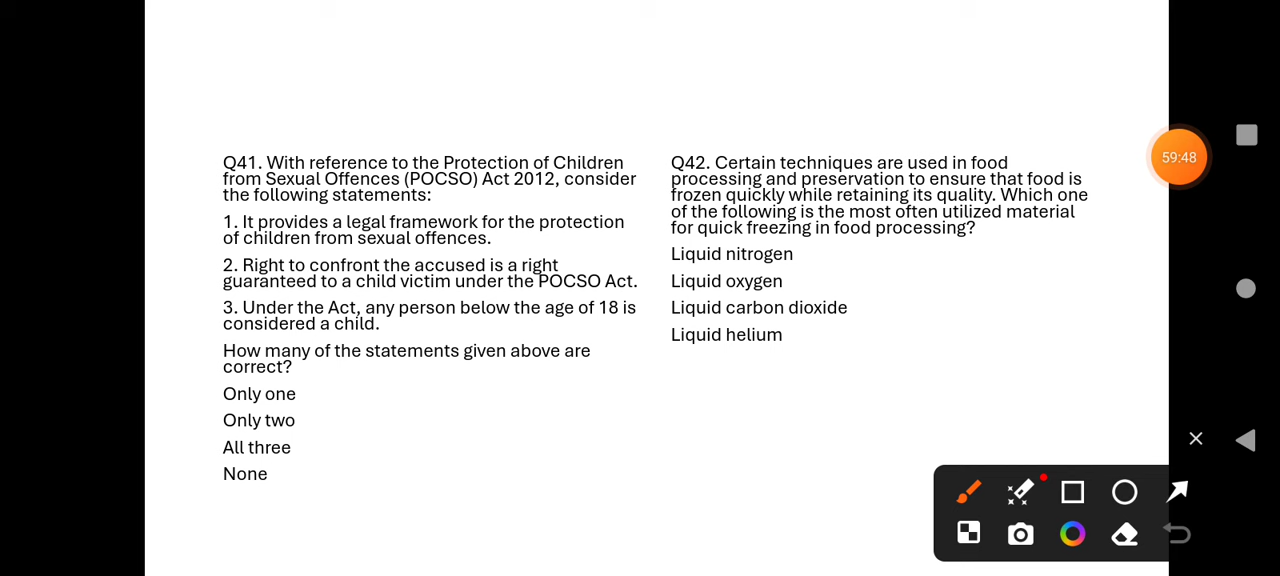 Q41. With reference to the Protection of Children
from Sexual Offences (POCSO) Act 2012, consider
the following statements:
1. It provides a legal framework for the protection
of children from sexual offences.
2. Right to confront the accused is a right
guaranteed to a child victim under the POCSO Act.
3. Under the Act, any person below the age of 18 is
considered a child.
How many of the statements given above are
correct?
Only one
Only two
All three
None
Q42. Certain techniques are used in food
processing and preservation to ensure that food is
frozen quickly while retaining its quality. Which one
of the following is the most often utilized material
for quick freezing in food processing?
Liquid nitrogen
Liquid oxygen
Liquid carbon dioxide
Liquid helium
59:48